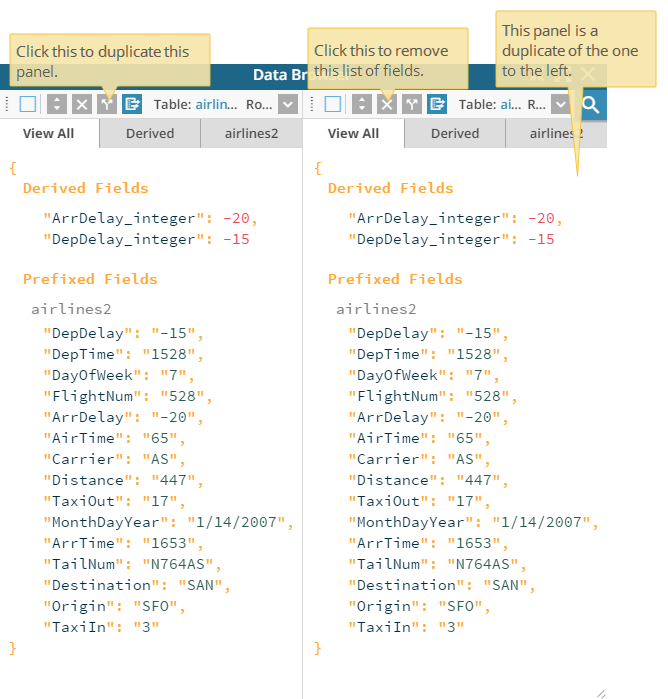 Click this to duplicate this
panel.
Click this to remove
this list of fields.
This panel is a
duplicate of the one
to the left.
Data Br
Table: airlin... Ro...
Table: ai... R...
View All Derived airlines2
View All Derived airlines2
{
Derived Fields
"ArrDelay_integer": -20,
"DepDelay_integer": -15
Prefixed Fields
airlines2
"DepDelay": "-15",
"DepTime": "1528",
"DayOfWeek": "7",
"FlightNum": "528",
"ArrDelay": "-20",
"AirTime": "65",
"Carrier": "AS",
"Distance": "447",
"TaxiOut": "17",
"MonthDayYear": "1/14/2007",
"ArrTime": "1653",
"TailNum": "N764AS",
"Destination": "SAN",
"Origin": "SFO",
"TaxiIn": "3"
}
{
Derived Fields
"ArrDelay_integer": -20,
"DepDelay_integer": -15
Prefixed Fields
airlines2
"DepDelay": "-15",
"DepTime": "1528",
"DayOfWeek": "7",
"FlightNum": "528",
"ArrDelay": "-20",
"AirTime": "65",
"Carrier": "AS",
"Distance": "447",
"TaxiOut": "17",
"MonthDayYear": "1/14/2007",
"ArrTime": "1653",
"TailNum": "N764AS",
"Destination": "SAN",
"Origin": "SFO",
"TaxiIn": "3"
}